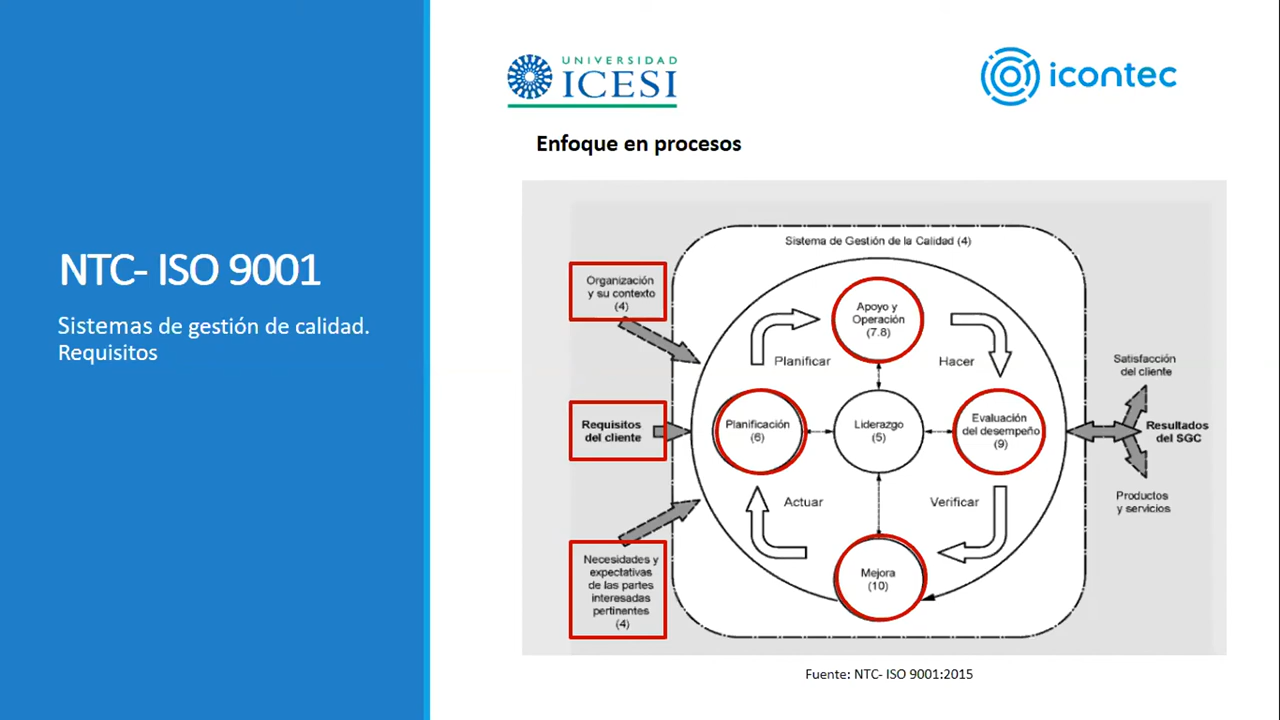 NTC- ISO 9001
Sistemas de gestión de calidad.
Requisitos
UNIVERSIDAD
ICESI
icontec
Enfoque en procesos
Sistema de Gestión de la Calidad (4)
Organización
y su contexto
(4)
Requisitos
del cliente
Necesidades y
expectativas
de las partes
interesadas
pertinentes
(4)
Apoyo y
Operación
(7.8)
Planificar
Hacer
Planificación
(6)
Liderazgo
(5)
Evaluación
del desempeño
(9)
Actuar
Verificar
Mejora
(10)
Satisfacción
del cliente
Resultados
del SGC
Productos
y servicios
Fuente: NTC- ISO 9001:2015